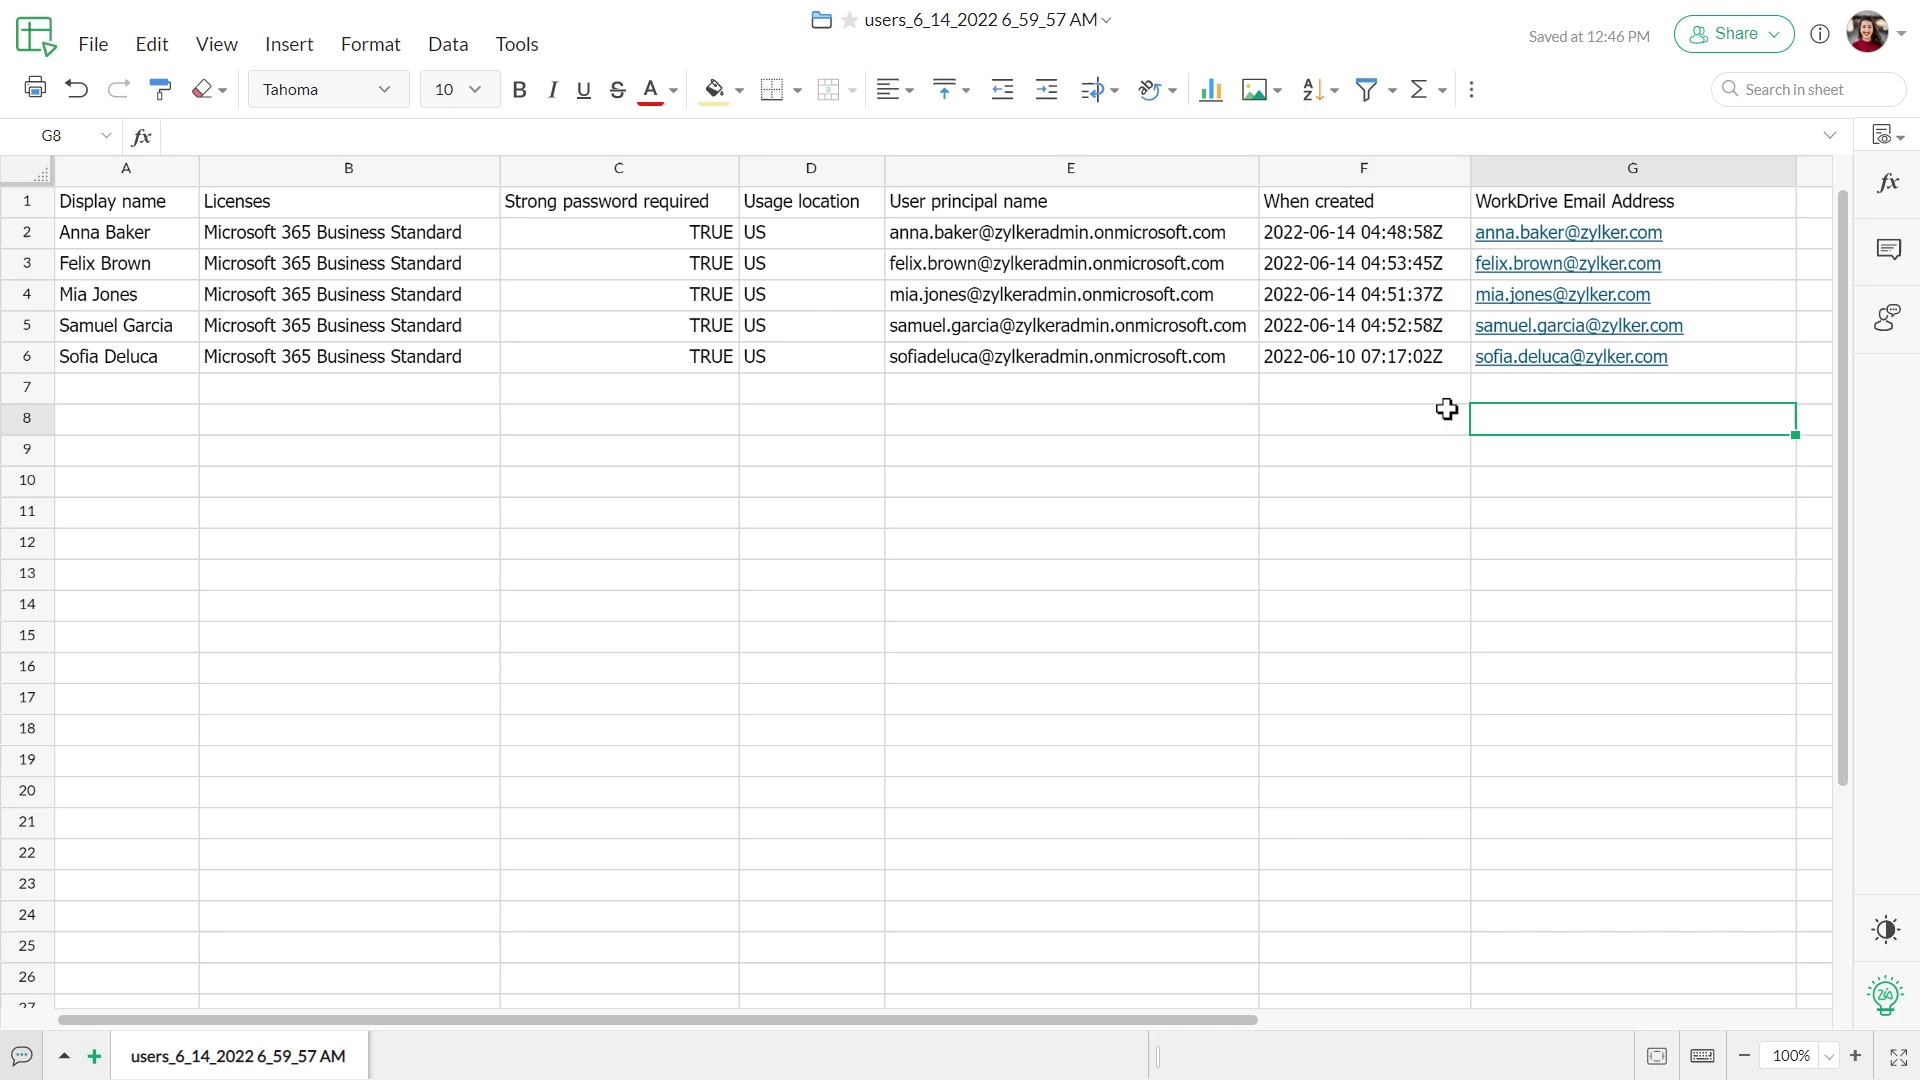 users_6_14_2022 6_59_57 AM
File Edit View Insert Format Data Tools
Saved at 12:46 PM
Share
Tahoma 10 B I U S A
Search in sheet
G8 fx
A B C D E F G
1 Display name Licenses Strong password required Usage location User principal name When created WorkDrive Email Address
2 Anna Baker Microsoft 365 Business Standard TRUE US anna.baker@zylkeradmin.onmicrosoft.com 2022-06-14 04:48:58Z anna.baker@zylker.com
3 Felix Brown Microsoft 365 Business Standard TRUE US felix.brown@zylkeradmin.onmicrosoft.com 2022-06-14 04:53:45Z felix.brown@zylker.com
4 Mia Jones Microsoft 365 Business Standard TRUE US mia.jones@zylkeradmin.onmicrosoft.com 2022-06-14 04:51:37Z mia.jones@zylker.com
5 Samuel Garcia Microsoft 365 Business Standard TRUE US samuel.garcia@zylkeradmin.onmicrosoft.com 2022-06-14 04:52:58Z samuel.garcia@zylker.com
6 Sofia Deluca Microsoft 365 Business Standard TRUE US sofiadeluca@zylkeradmin.onmicrosoft.com 2022-06-10 07:17:02Z sofia.deluca@zylker.com
7
8
9
10
11
12
13
14
15
16
17
18
19
20
21
22
23
24
25
26
27
fx
Zia
users_6_14_2022 6_59_57 AM
100%